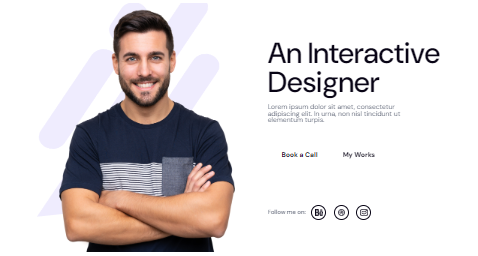 An Interactive
Designer
Lorem ipsum dolor sit amet, consectetur
adipiscing elit. In urna, non nisl tincidunt ut
elementum turpis.
Book a Call My Works
Follow me on: Bē